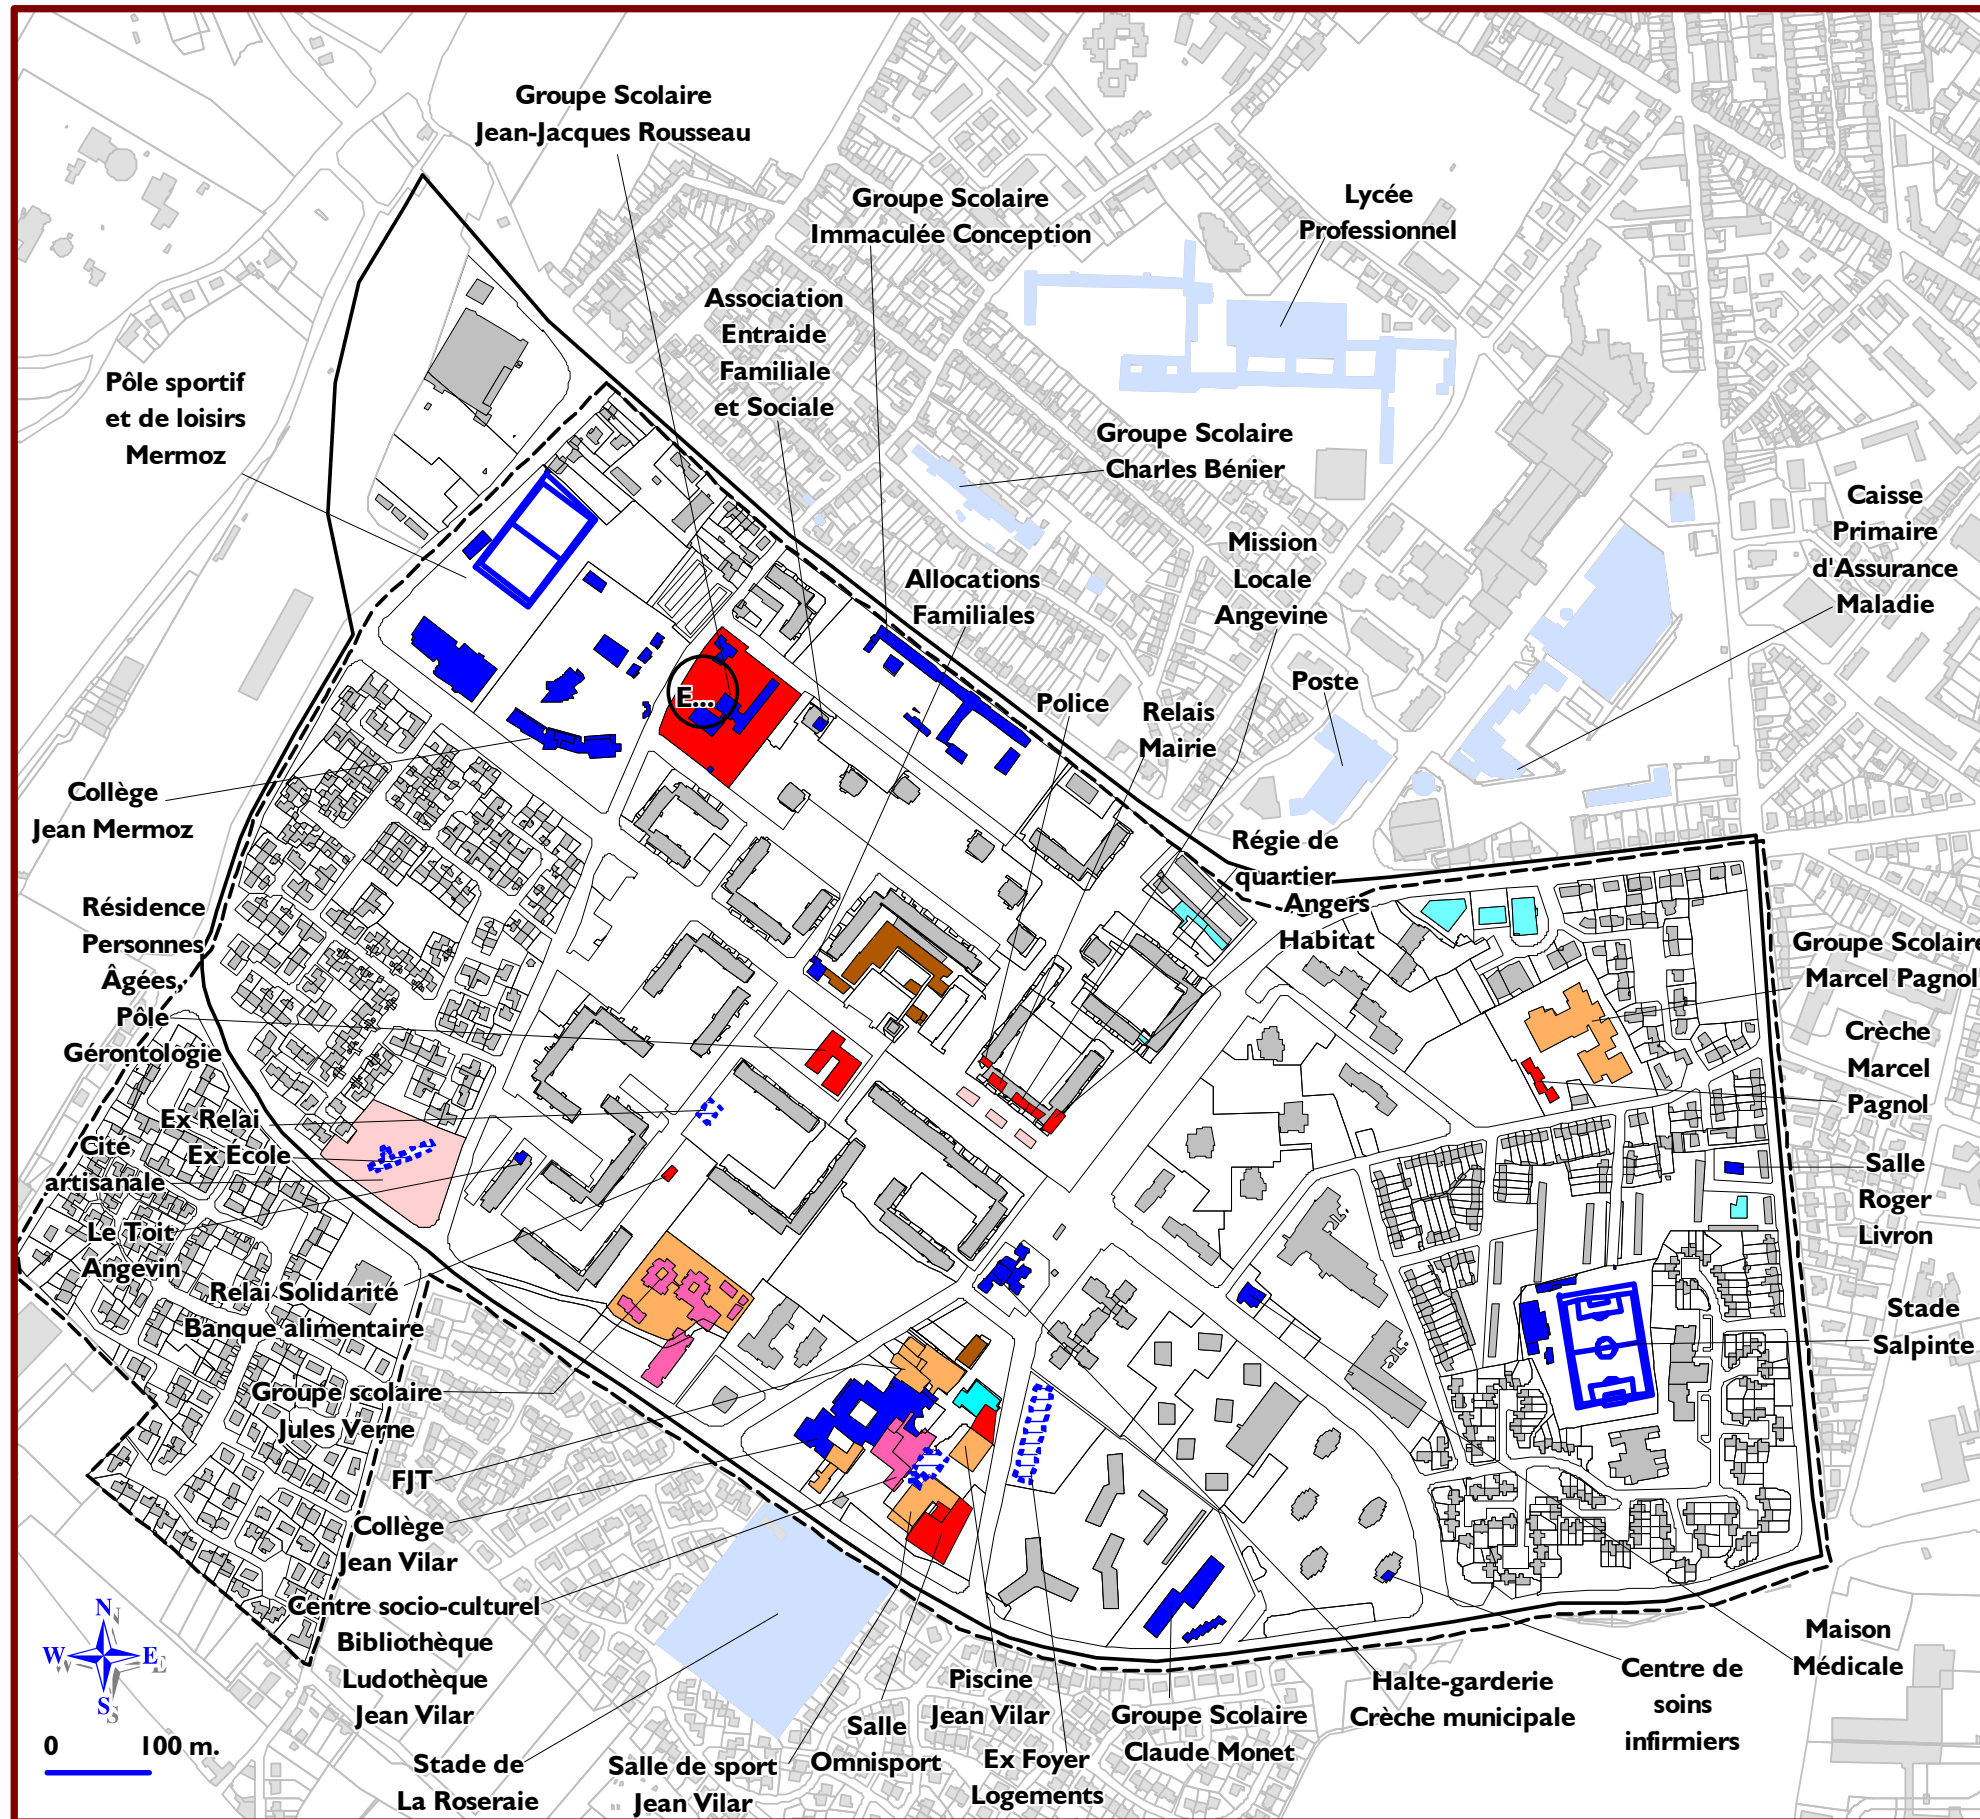 Groupe Scolaire
Jean-Jacques Rousseau
Groupe Scolaire
Immaculée Conception
Lycée
Professionnel
Association
Entraide
Familiale
et Sociale
Pôle sportif
et de loisirs
Mermoz
Groupe Scolaire
Charles Bénier
Caisse
Primaire
d'Assurance
Maladie
Mission
Locale
Angevine
Allocations
Familiales
E...
Police
Relais
Mairie
Poste
Collège
Jean Mermoz
Régie de
quartier
Angers
Habitat
Résidence
Personnes
Âgées,
Pôle
Gérontologie
Groupe Scolaire
Marcel Pagnol
Crèche
Marcel
Pagnol
Ex Relai
Ex École
Cité
artisanale
Le Toit
Angevin
Salle
Roger
Livron
Relai Solidarité
Banque alimentaire
Stade
Salpinte
Groupe scolaire
Jules Verne
FJT
Collège
Jean Vilar
Centre socio-culturel
Bibliothèque
Ludothèque
Jean Vilar
N
W
E
S
0 100 m.
Stade de
La Roseraie
Salle de sport
Jean Vilar
Salle
Omnisport
Piscine
Jean Vilar
Ex Foyer
Logements
Groupe Scolaire
Claude Monet
Halte-garderie
Crèche municipale
Centre de
soins
infirmiers
Maison
Médicale